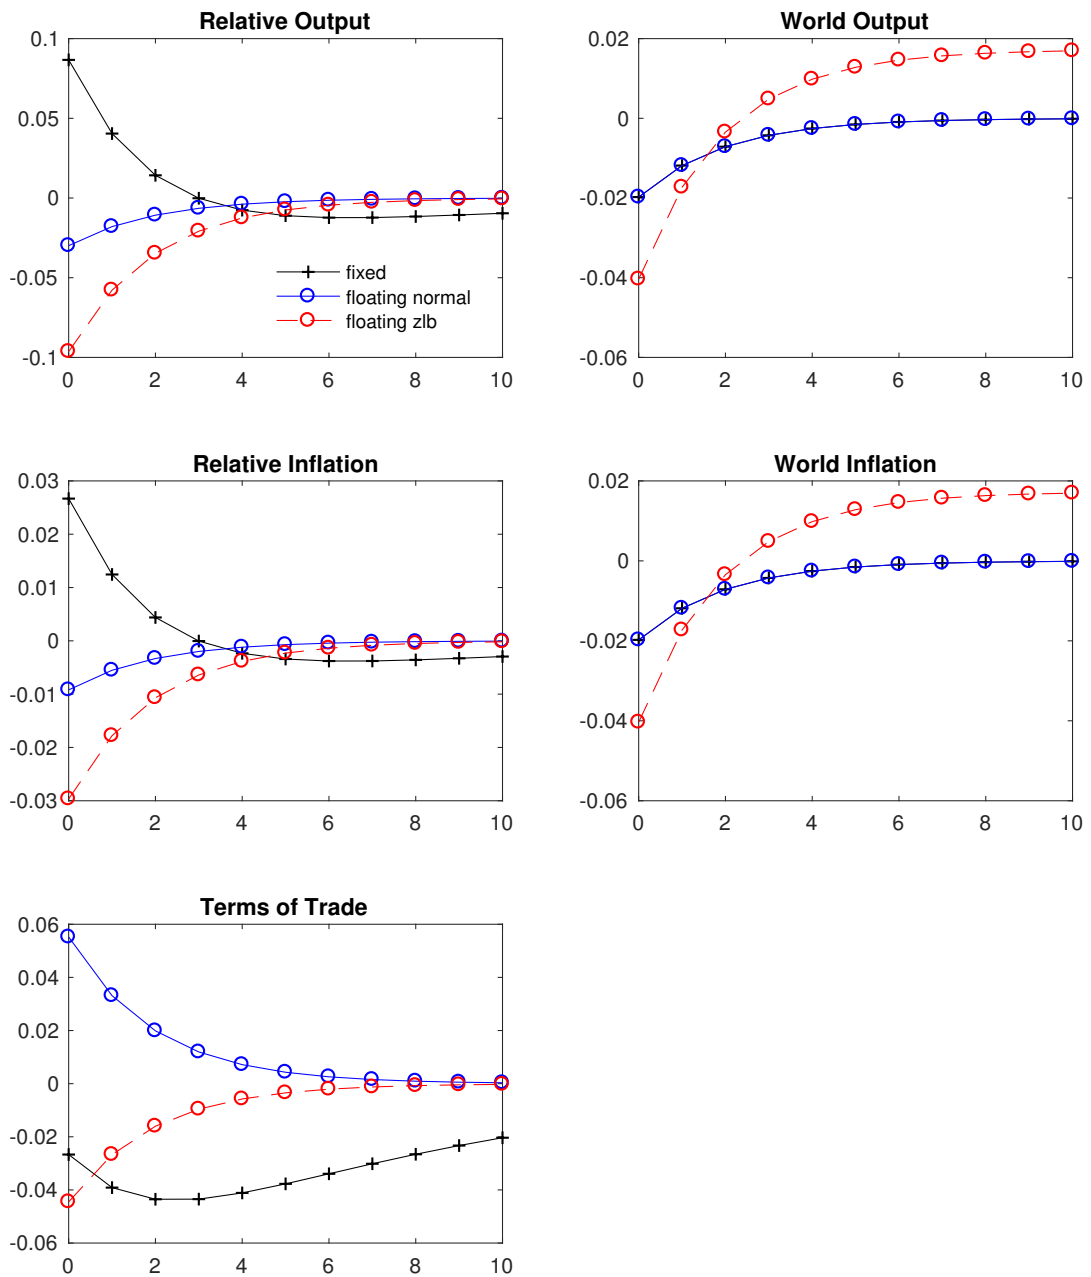 Relative Output
0.1
0.05
0
-0.05
-0.1
0 2 4 6 8 10
fixed
floating normal
floating zlb
World Output
0.02
0
-0.02
-0.04
-0.06
0 2 4 6 8 10
Relative Inflation
0.03
0.02
0.01
0
-0.01
-0.02
-0.03
0 2 4 6 8 10
World Inflation
0.02
0
-0.02
-0.04
-0.06
0 2 4 6 8 10
Terms of Trade
0.06
0.04
0.02
0
-0.02
-0.04
-0.06
0 2 4 6 8 10